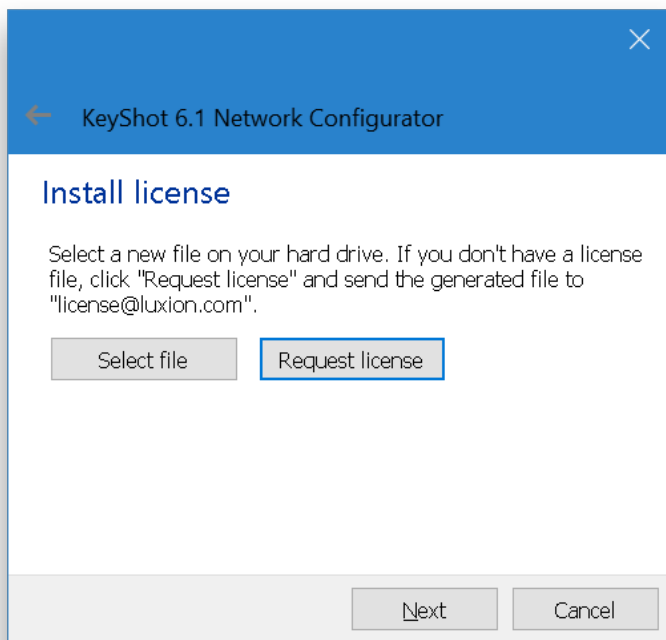 KeyShot 6.1 Network Configurator
Install license
Select a new file on your hard drive. If you don't have a license
file, click "Request license" and send the generated file to
"license@luxion.com".
Select file
Request license
Next
Cancel